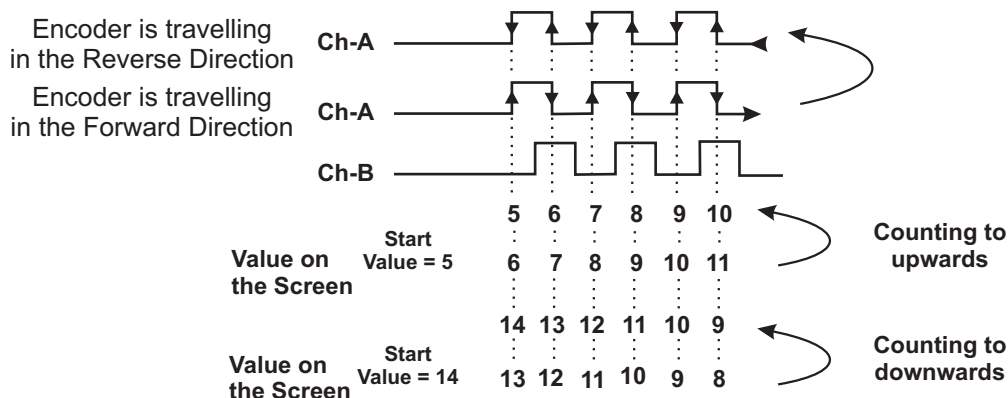 Encoder is travelling
in the Reverse Direction
Ch-A
Encoder is travelling
in the Forward Direction
Ch-A
Ch-B
5 6 7 8 9 10
Value on
the Screen
Start
Value = 5
6 7 8 9 10 11
Counting to
upwards
14 13 12 11 10 9
Value on
the Screen
Start
Value = 14
13 12 11 10 9 8
Counting to
downwards